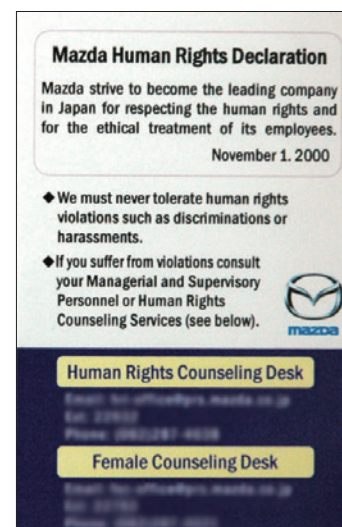 Mazda Human Rights Declaration
Mazda strive to become the leading company
in Japan for respecting the human rights and
for the ethical treatment of its employees.
November 1. 2000
◆We must never tolerate human rights
violations such as discriminations or
harassments.
◆If you suffer from violations consult
your Managerial and Supervisory
Personnel or Human Rights
Counseling Services (see below).
mazda
Human Rights Counseling Desk
Female Counseling Desk